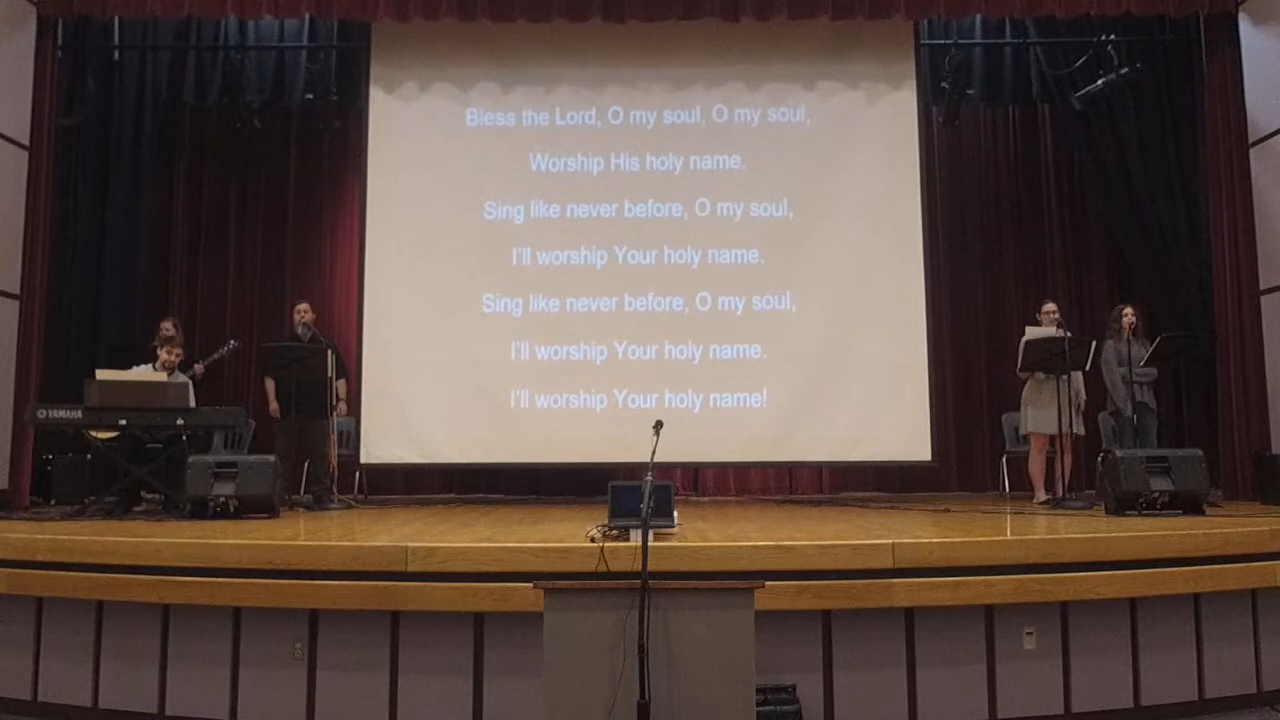 Bless the Lord, O my soul, O my soul,
Worship His holy name.
Sing like never before, O my soul,
I'll worship Your holy name.
Sing like never before, O my soul,
I'll worship Your holy name.
I'll worship Your holy name!
YAMAHA